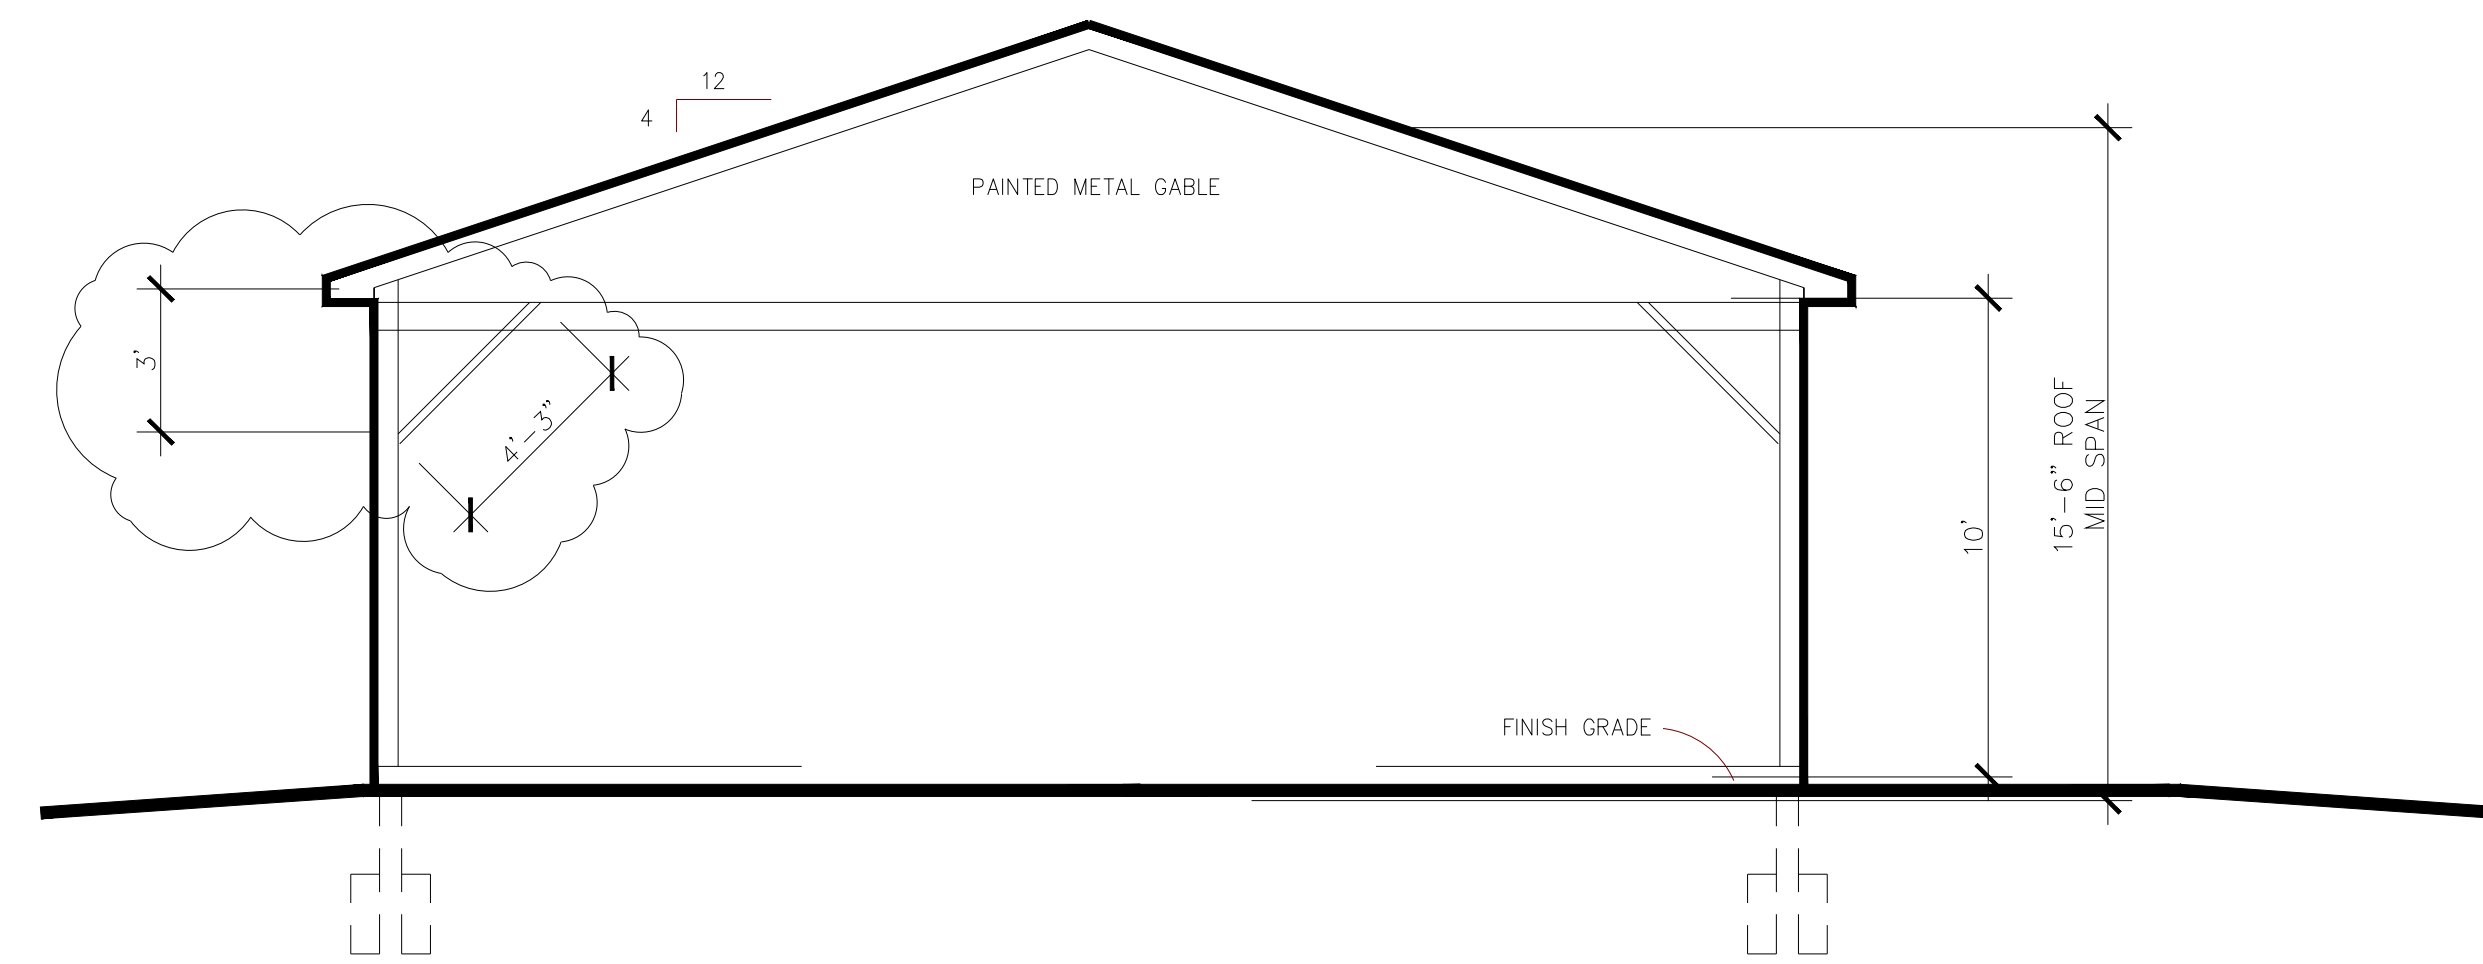 12
4
PAINTED METAL GABLE
3'
4'-3"
15'-6" ROOF
MID SPAN
10'
FINISH GRADE